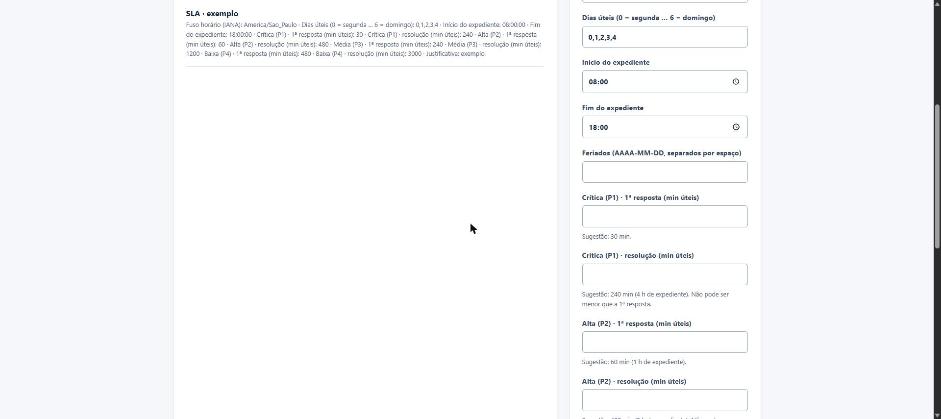 SLA · exemplo
Fuso horário (IANA): America/Sao_Paulo · Dias úteis (0 = segunda ... 6 = domingo): 0,1,2,3,4 · Início do expediente: 08:00:00 · Fim
do expediente: 18:00:00 · Crítica (P1) · 1ª resposta (min úteis): 30 · Crítica (P1) · resolução (min úteis): 240 · Alta (P2) · 1ª resposta
(min úteis): 60 · Alta (P2) · resolução (min úteis): 480 · Média (P3) · 1ª resposta (min úteis): 240 · Média (P3) · resolução (min úteis):
1200 · Baixa (P4) · 1ª resposta (min úteis): 480 · Baixa (P4) · resolução (min úteis): 3000 · Justificativa: exemplo.
Dias úteis (0 = segunda ... 6 = domingo)
0,1,2,3,4
Início do expediente
08:00
Fim do expediente
18:00
Feriados (AAAA-MM-DD, separados por espaço)
Crítica (P1) · 1ª resposta (min úteis)
Sugestão: 30 min.
Crítica (P1) · resolução (min úteis)
Sugestão: 240 min (4 h de expediente). Não pode ser
menor que a 1ª resposta.
Alta (P2) · 1ª resposta (min úteis)
Sugestão: 60 min (1 h de expediente).
Alta (P2) · resolução (min úteis)